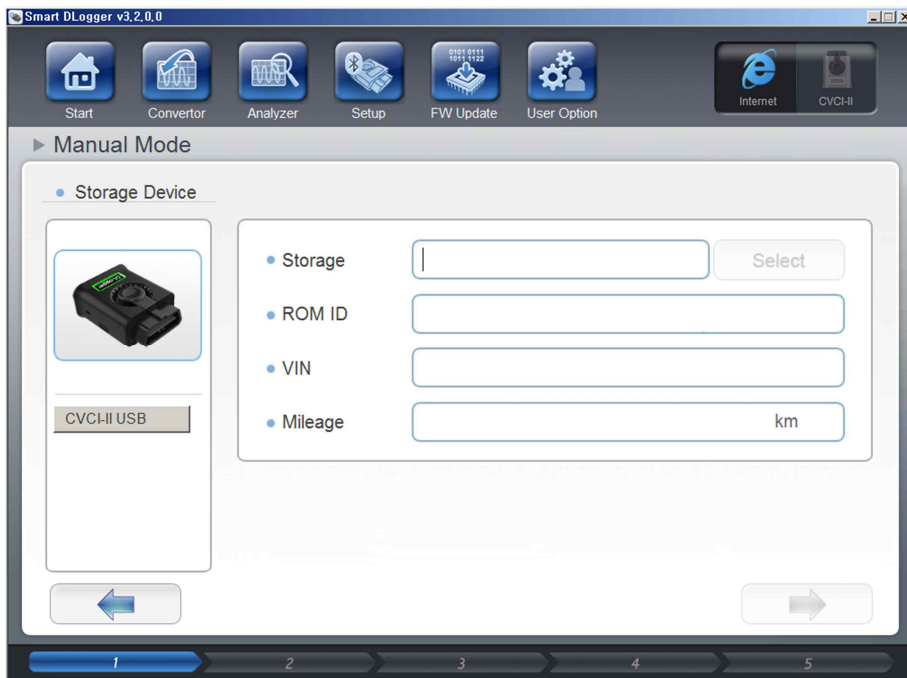 Smart DLogger v3.2.0.0
0101 0111
1011 1122
Start
Convertor
Analyzer
Setup
FW Update
User Option
Internet
CVCI-II
Manual Mode
Storage Device
DLogger
CVCI-II USB
Storage
Select
ROM ID
VIN
Mileage
km
1
2
3
4
5